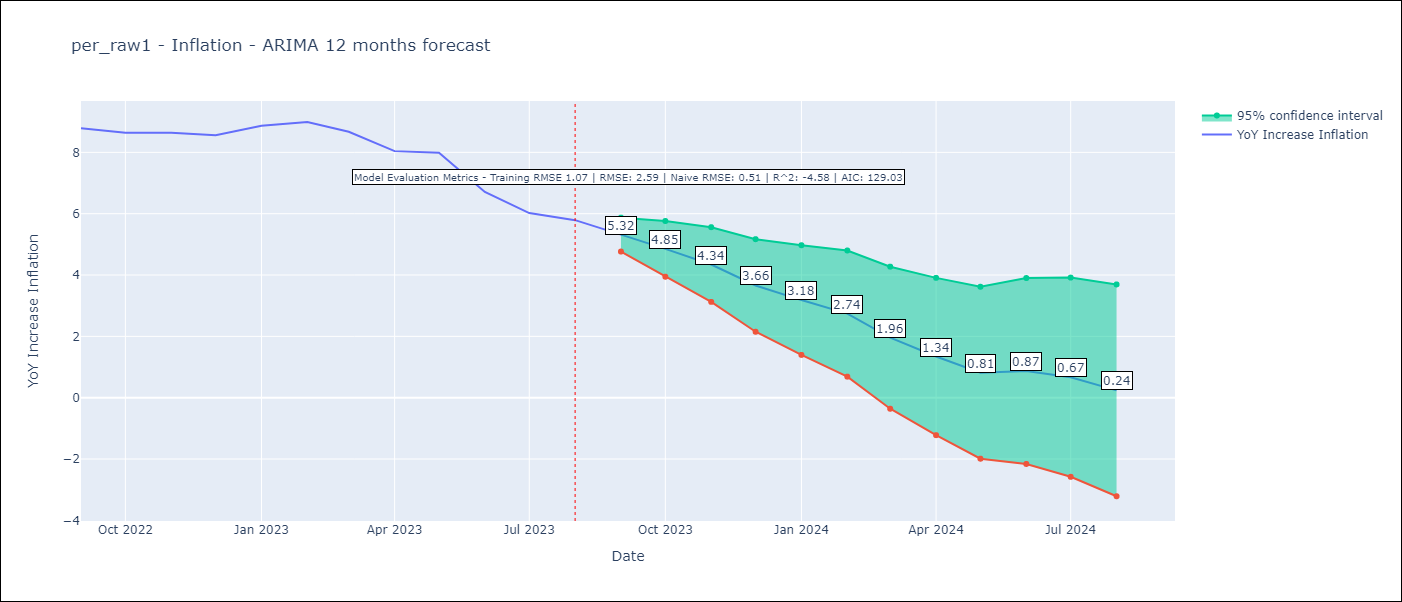 per_raw1 - Inflation - ARIMA 12 months forecast
95% confidence interval
YoY Increase Inflation
Model Evaluation Metrics - Training RMSE 1.07 | RMSE: 2.59 | Naive RMSE: 0.51 | R^2: -4.58 | AIC: 129.03
YoY Increase Inflation
8
6
4
2
0
−2
−4
5.32
4.85
4.34
3.66
3.18
2.74
1.96
1.34
0.81
0.87
0.67
0.24
Oct 2022
Jan 2023
Apr 2023
Jul 2023
Oct 2023
Jan 2024
Apr 2024
Jul 2024
Date